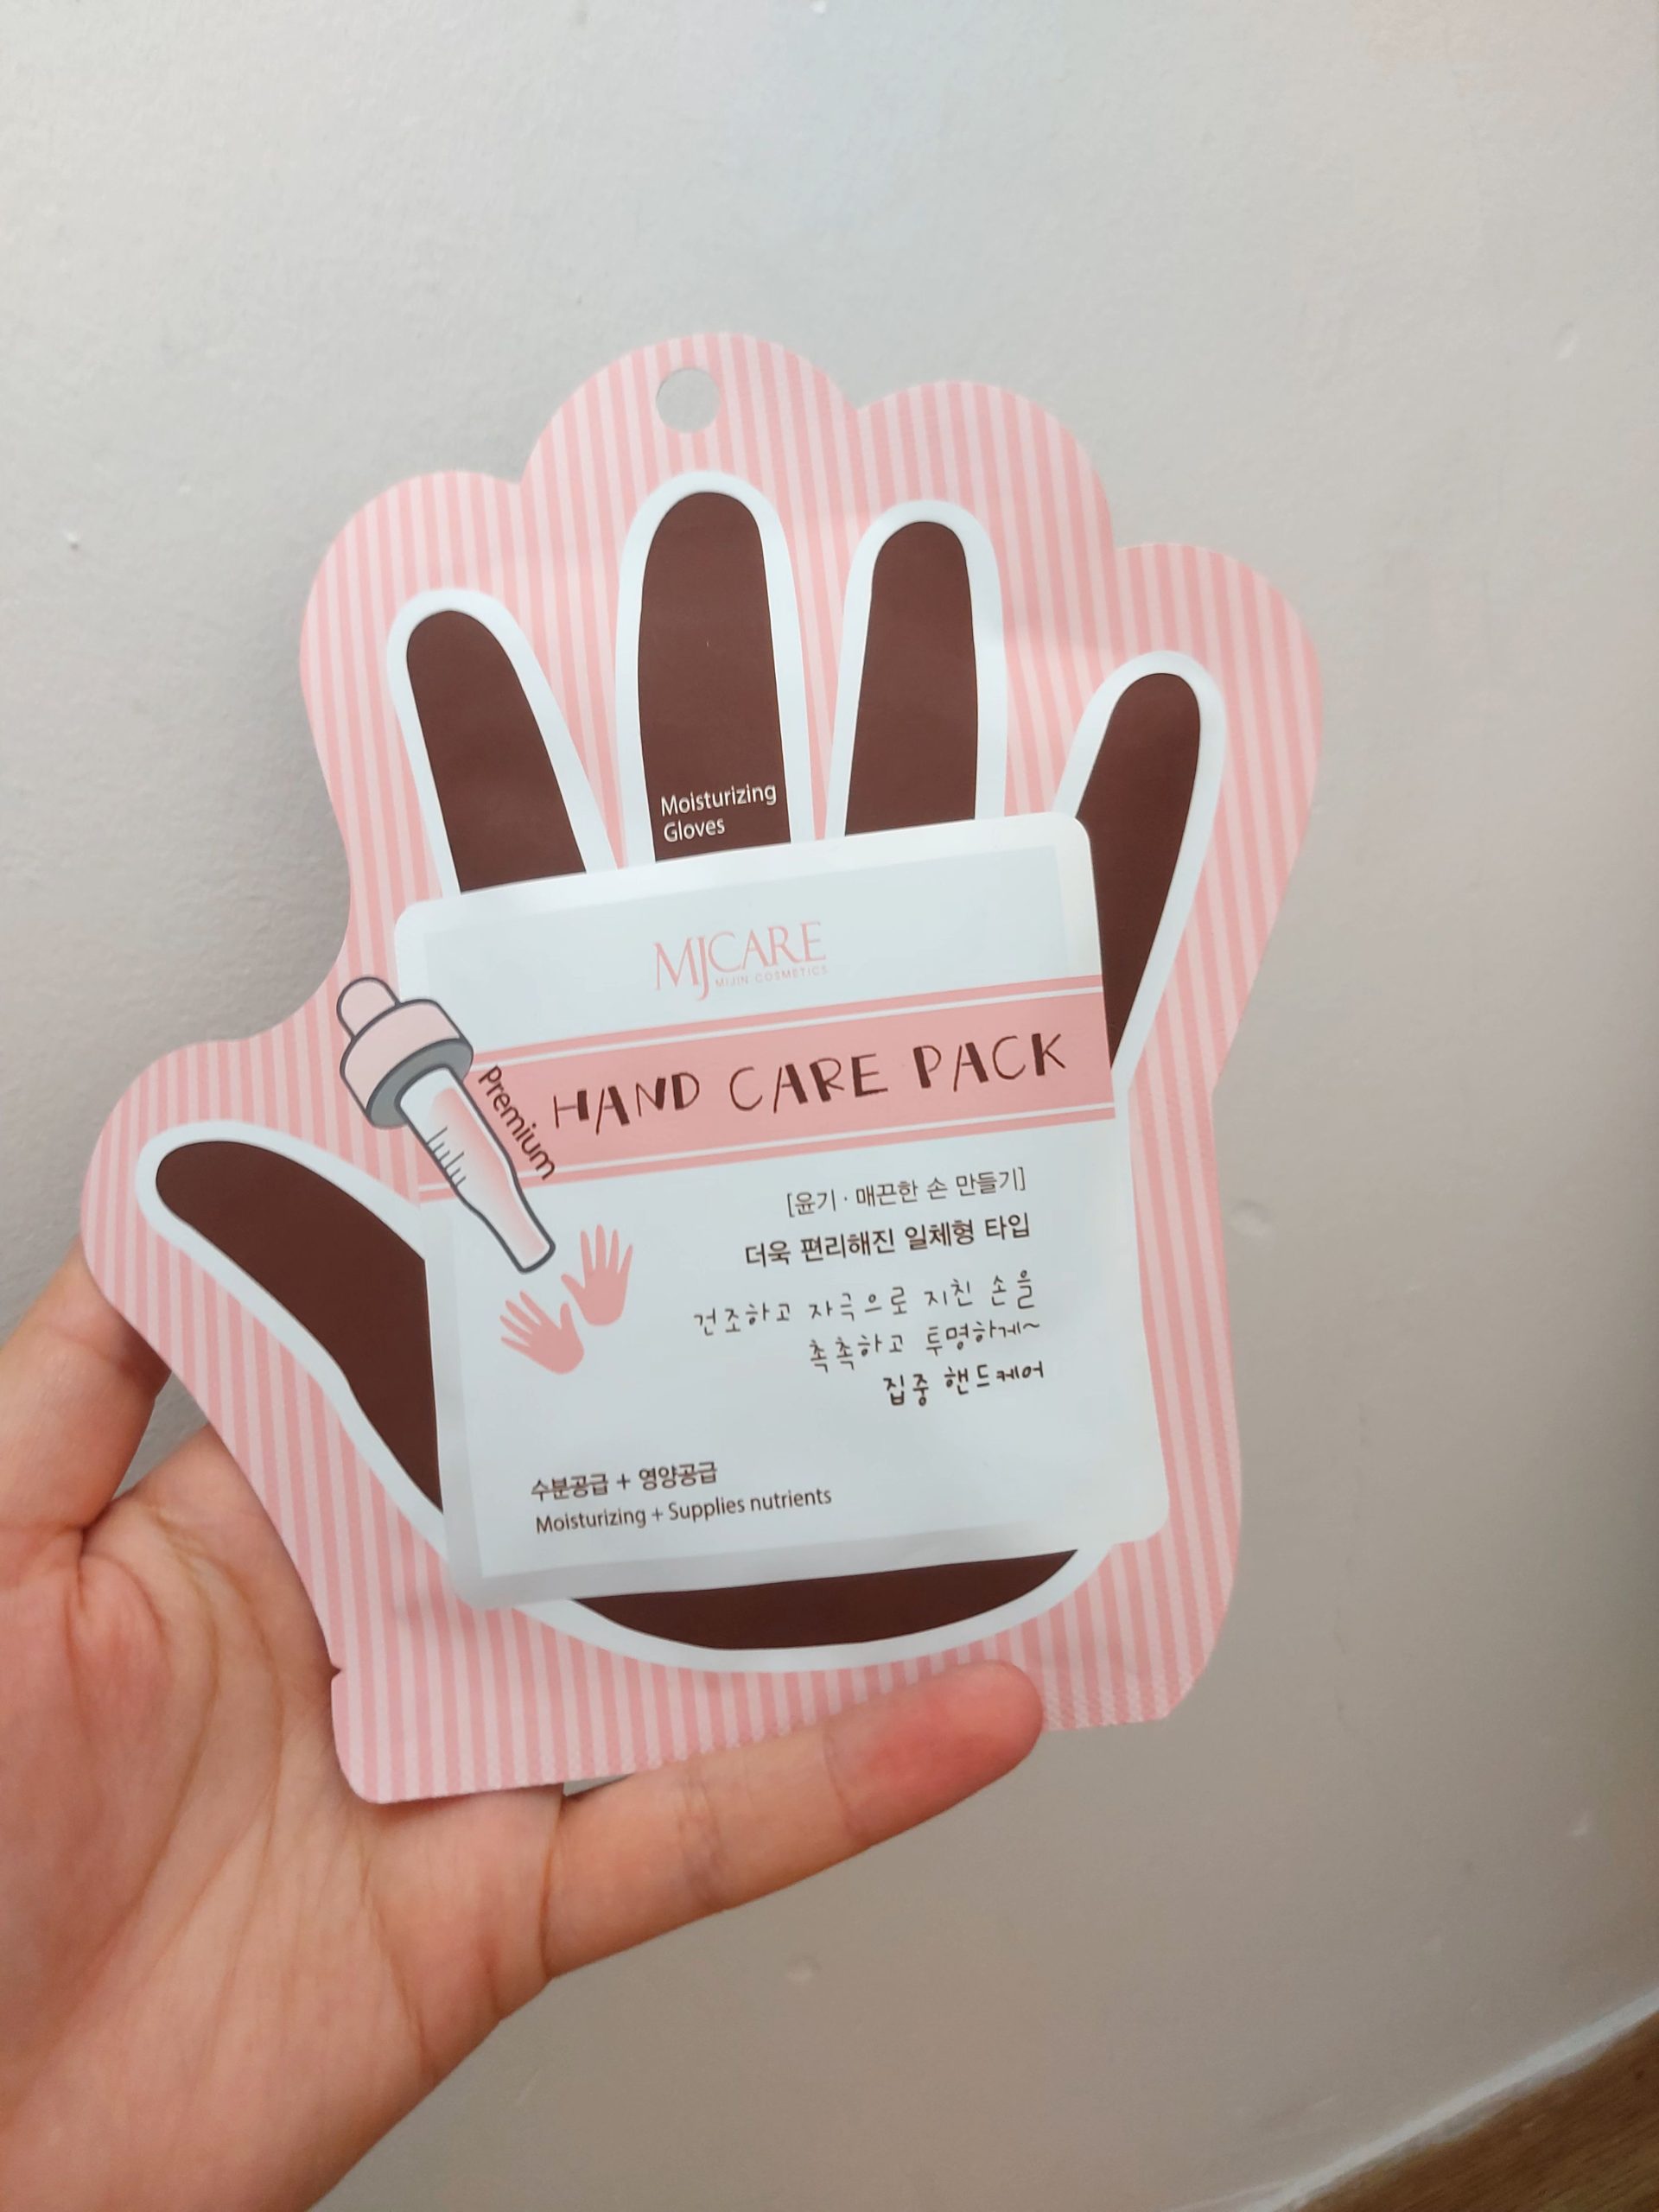 Moisturizing
Gloves
MJCARE
MIJIN COSMETICS
Premium
HAND CARE PACK
[윤기 · 매끈한 손 만들기]
더욱 편리해진 일체형 타입
건조하고 자극으로 지친 손을
촉촉하고 투명하게~
집중 핸드케어
수분공급 + 영양공급
Moisturizing + Supplies nutrients